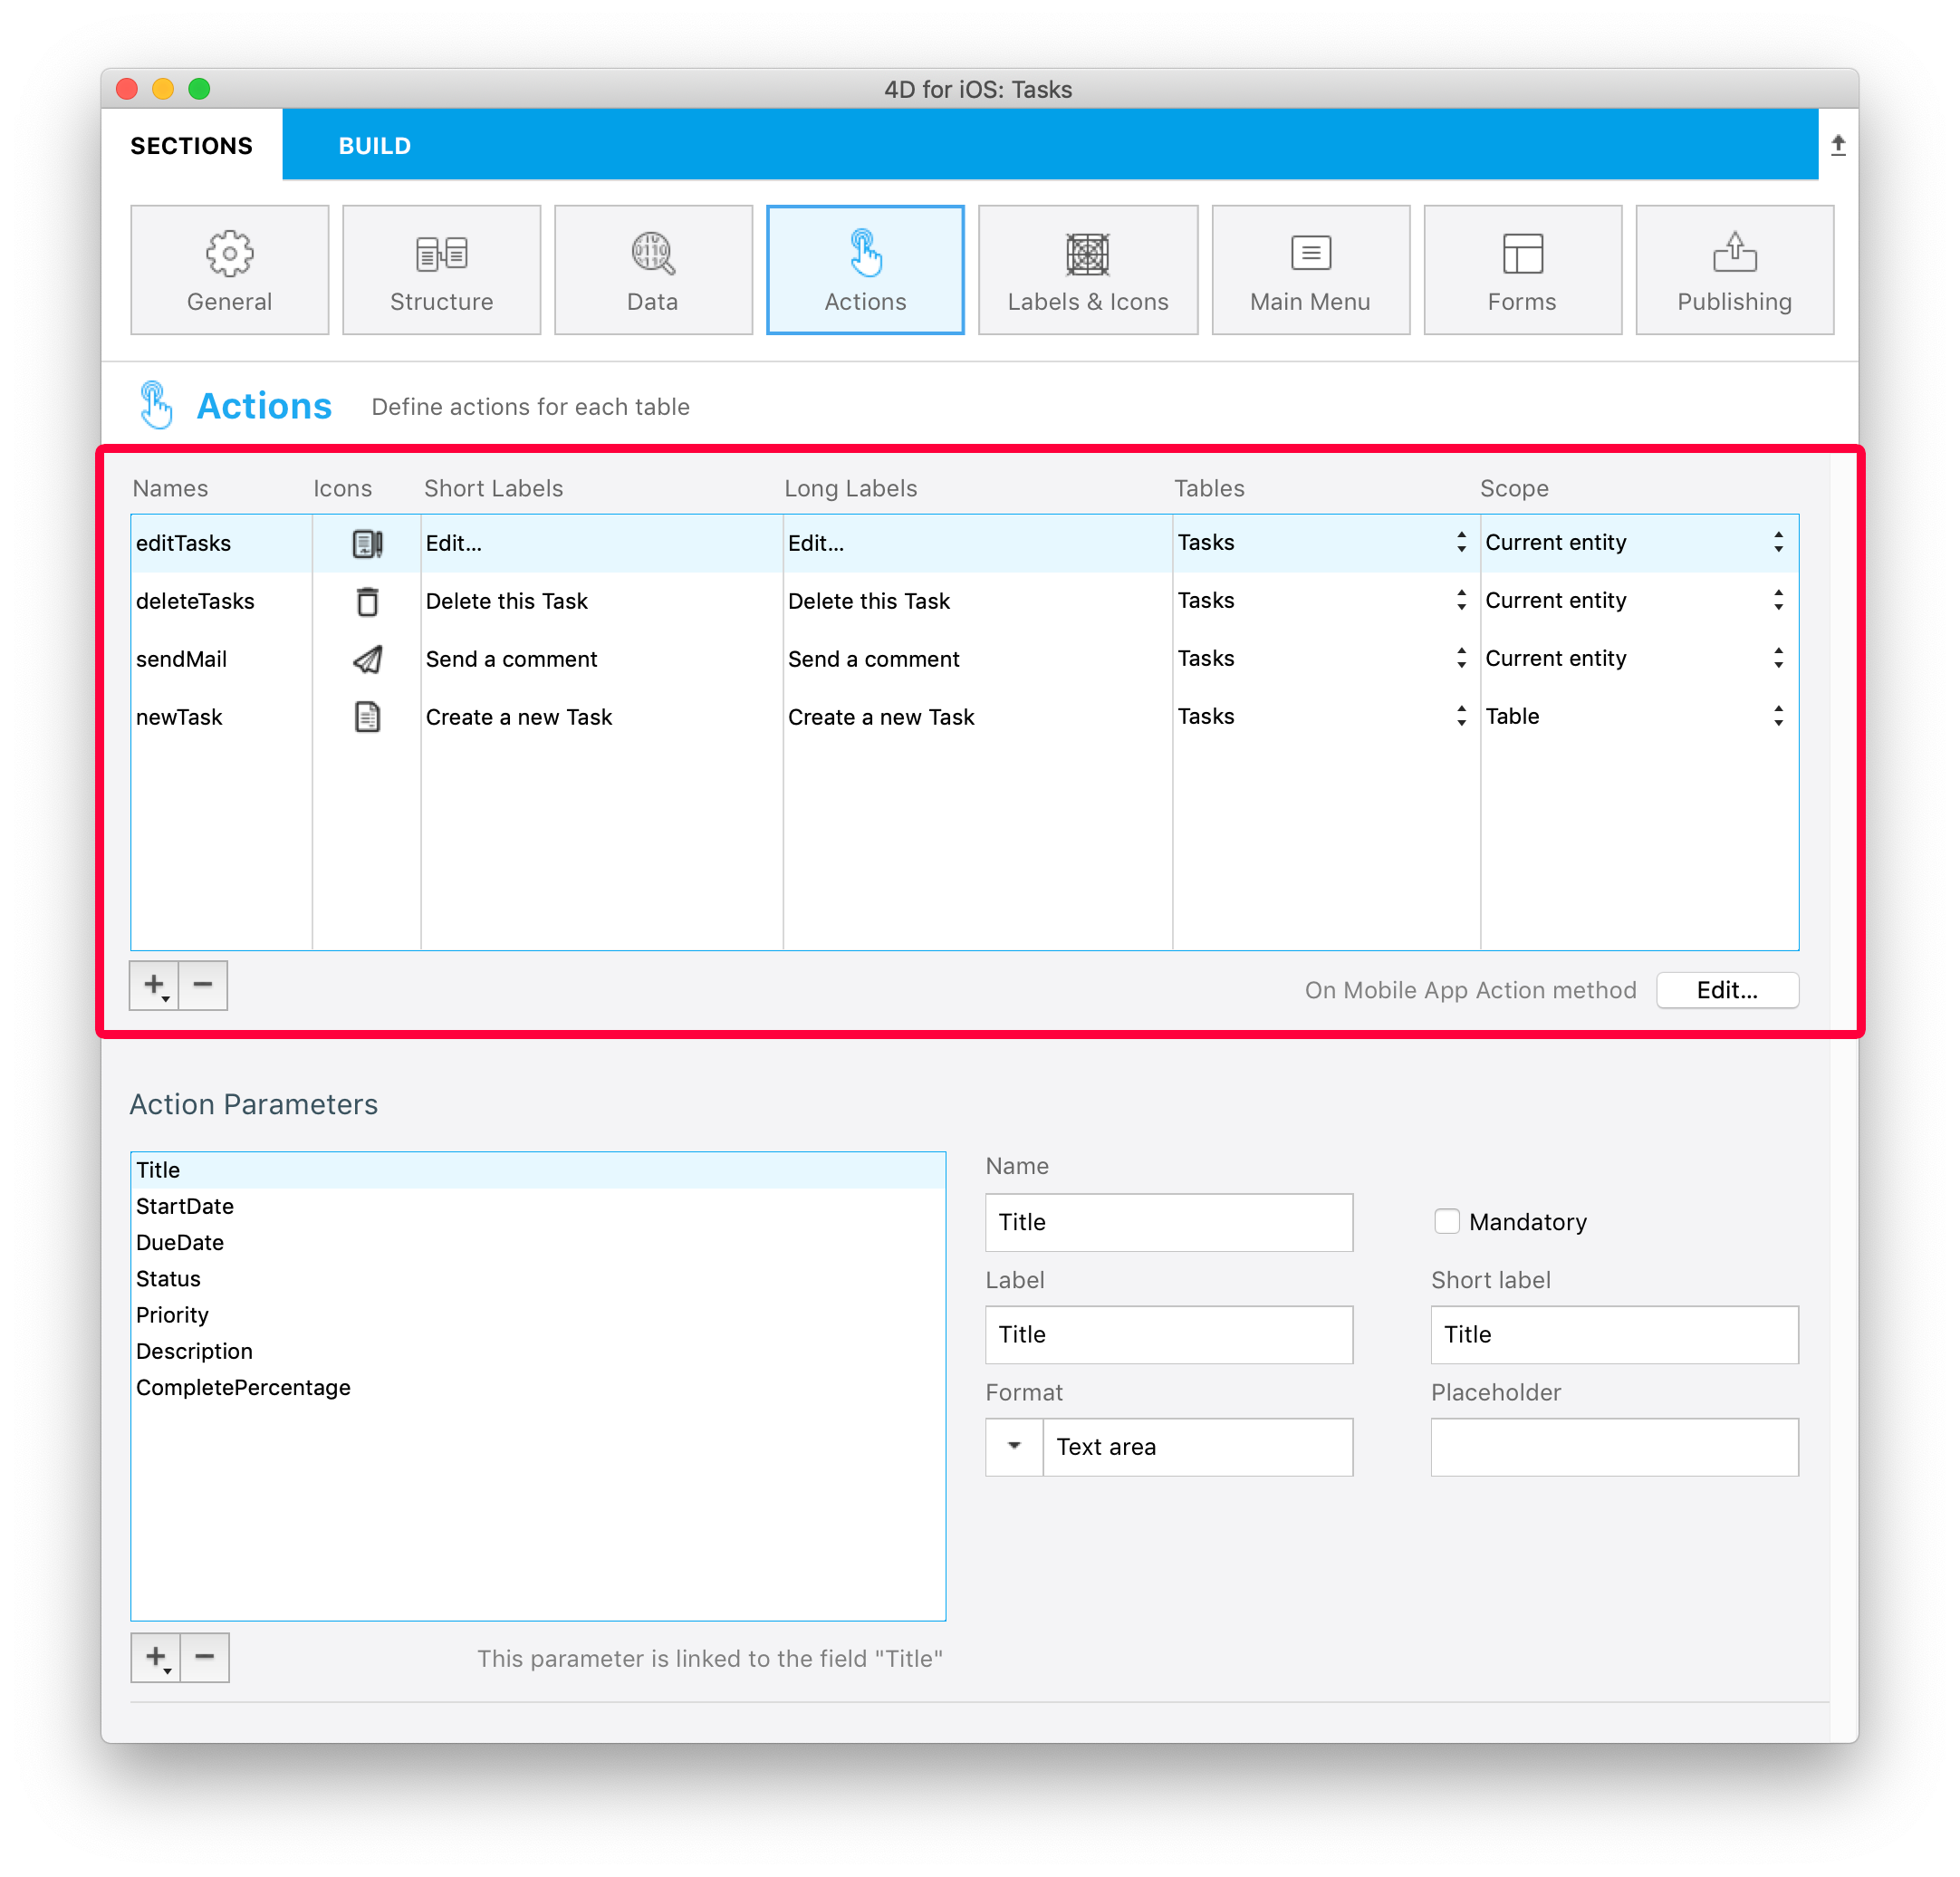 4D for iOS: Tasks
SECTIONS BUILD
General Structure Data Actions Labels & Icons Main Menu Forms Publishing
Actions Define actions for each table
Names Icons Short Labels Long Labels Tables Scope
editTasks Edit... Edit... Tasks Current entity
deleteTasks Delete this Task Delete this Task Tasks Current entity
sendMail Send a comment Send a comment Tasks Current entity
newTask Create a new Task Create a new Task Tasks Table
On Mobile App Action method Edit...
Action Parameters
Title
StartDate
DueDate
Status
Priority
Description
CompletePercentage
This parameter is linked to the field "Title"
Name
Title Mandatory
Label Short label
Title Title
Format Placeholder
Text area